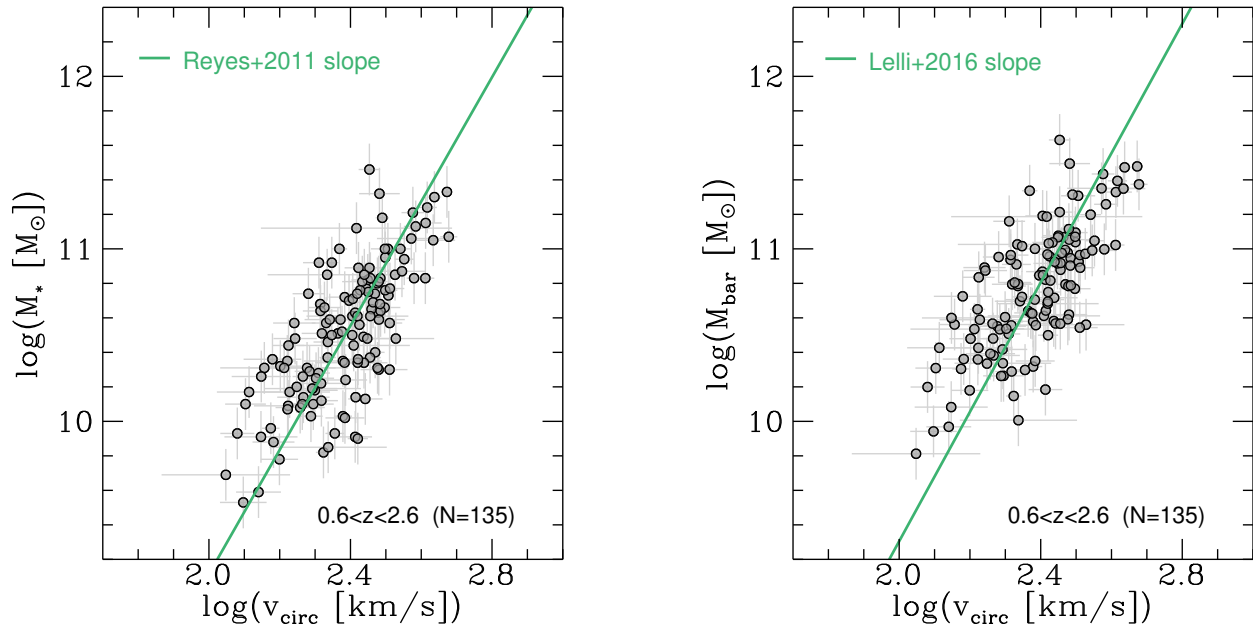 12
11
10
log(M* [M⊙])
Reyes+2011 slope
0.6<z<2.6 (N=135)
2.0 2.4 2.8
log(vcirc [km/s])
12
11
10
log(Mbar [M⊙])
Lelli+2016 slope
0.6<z<2.6 (N=135)
2.0 2.4 2.8
log(vcirc [km/s])